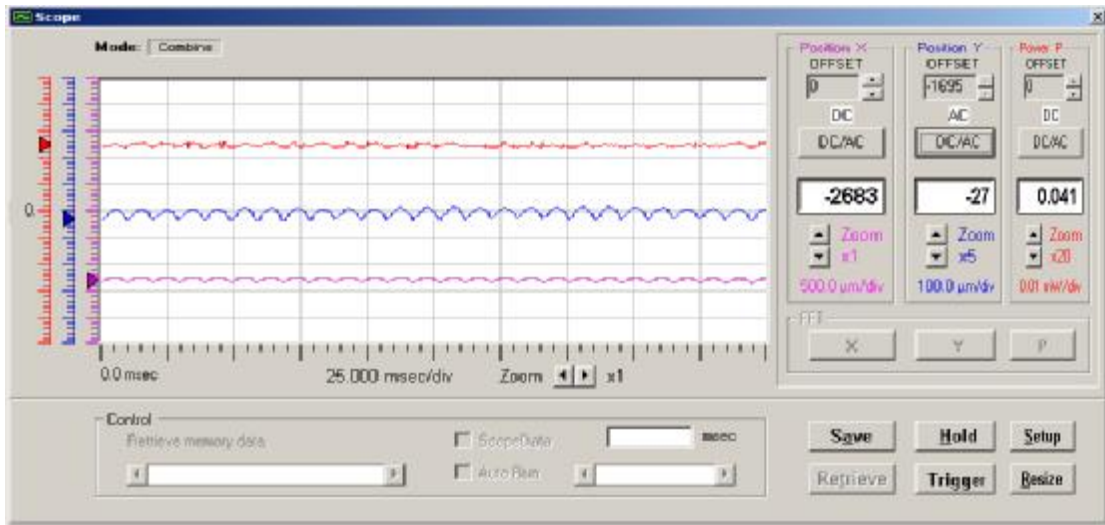 Scope
Mode: Combine
Position X
OFFSET
0
DC
DC/AC
-2683
Zoom
x1
500.0 µm/div
Position Y
OFFSET
-1695
AC
DC/AC
-27
Zoom
x5
100.0 µm/div
Power P
OFFSET
0
DC
DC/AC
0.041
Zoom
x20
0.01 mW/div
0
0.0 msec
25.000 msec/div
Zoom
x1
FFT
X
Y
P
Control
Retrieve memory data
ScopeData
msec
Auto Run
Save
Hold
Setup
Retrieve
Trigger
Resize